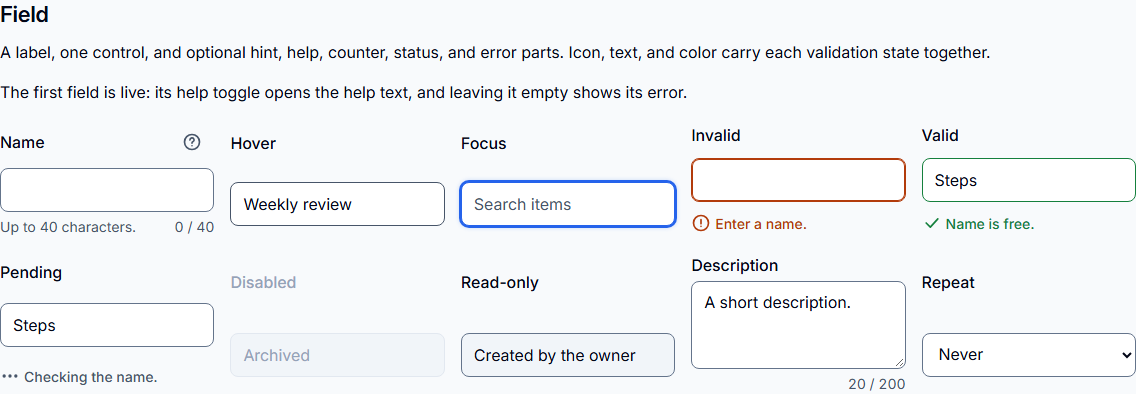 Field
A label, one control, and optional hint, help, counter, status, and error parts. Icon, text, and color carry each validation state together.
The first field is live: its help toggle opens the help text, and leaving it empty shows its error.
Name
Up to 40 characters.
0 / 40
Hover
Weekly review
Focus
Search items
Invalid
Enter a name.
Valid
Steps
Name is free.
Pending
Steps
Checking the name.
Disabled
Archived
Read-only
Created by the owner
Description
A short description.
20 / 200
Repeat
Never